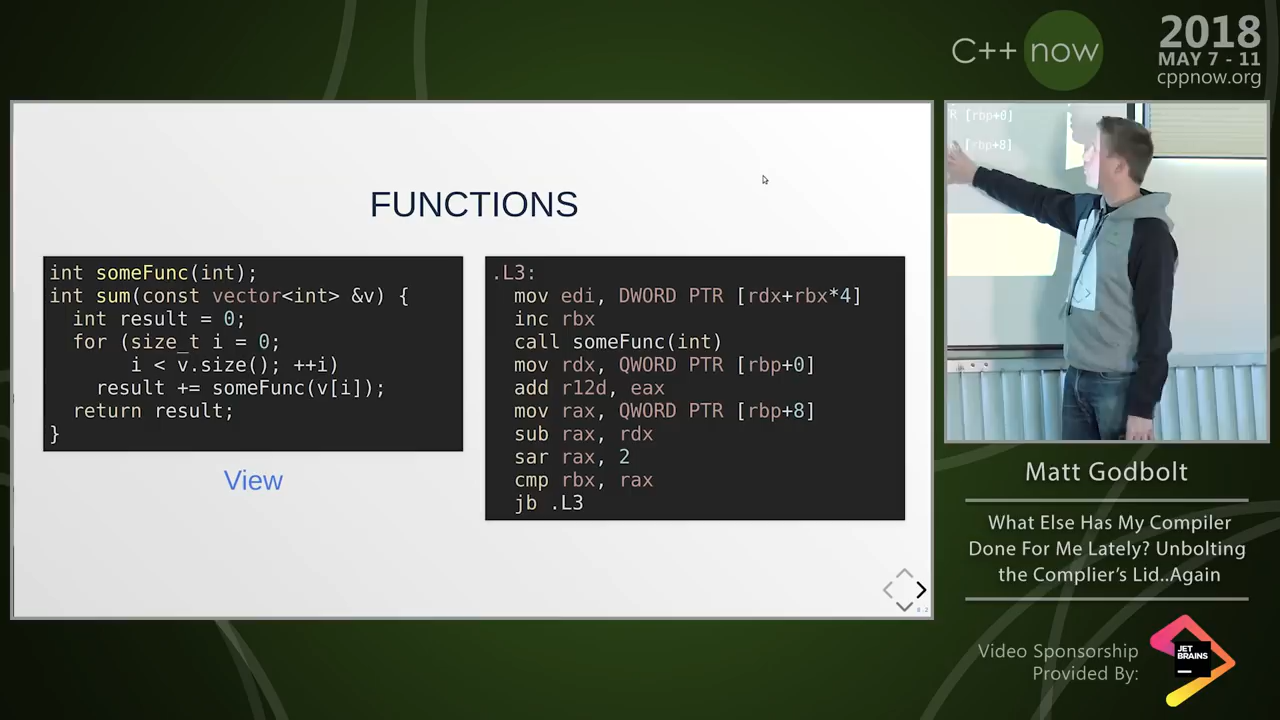 C++ now
2018
MAY 7 - 11
cppnow.org
FUNCTIONS
int someFunc(int);
int sum(const vector<int> &v) {
  int result = 0;
  for (size_t i = 0;
       i < v.size(); ++i)
    result += someFunc(v[i]);
  return result;
}
View
.L3:
  mov edi, DWORD PTR [rdx+rbx*4]
  inc rbx
  call someFunc(int)
  mov rdx, QWORD PTR [rbp+0]
  add r12d, eax
  mov rax, QWORD PTR [rbp+8]
  sub rax, rdx
  sar rax, 2
  cmp rbx, rax
  jb .L3
8.2
R [rbp+0]
[rbp+8]
Matt Godbolt
What Else Has My Compiler
Done For Me Lately? Unbolting
the Complier's Lid..Again
Video Sponsorship
Provided By:
JET
BRAINS